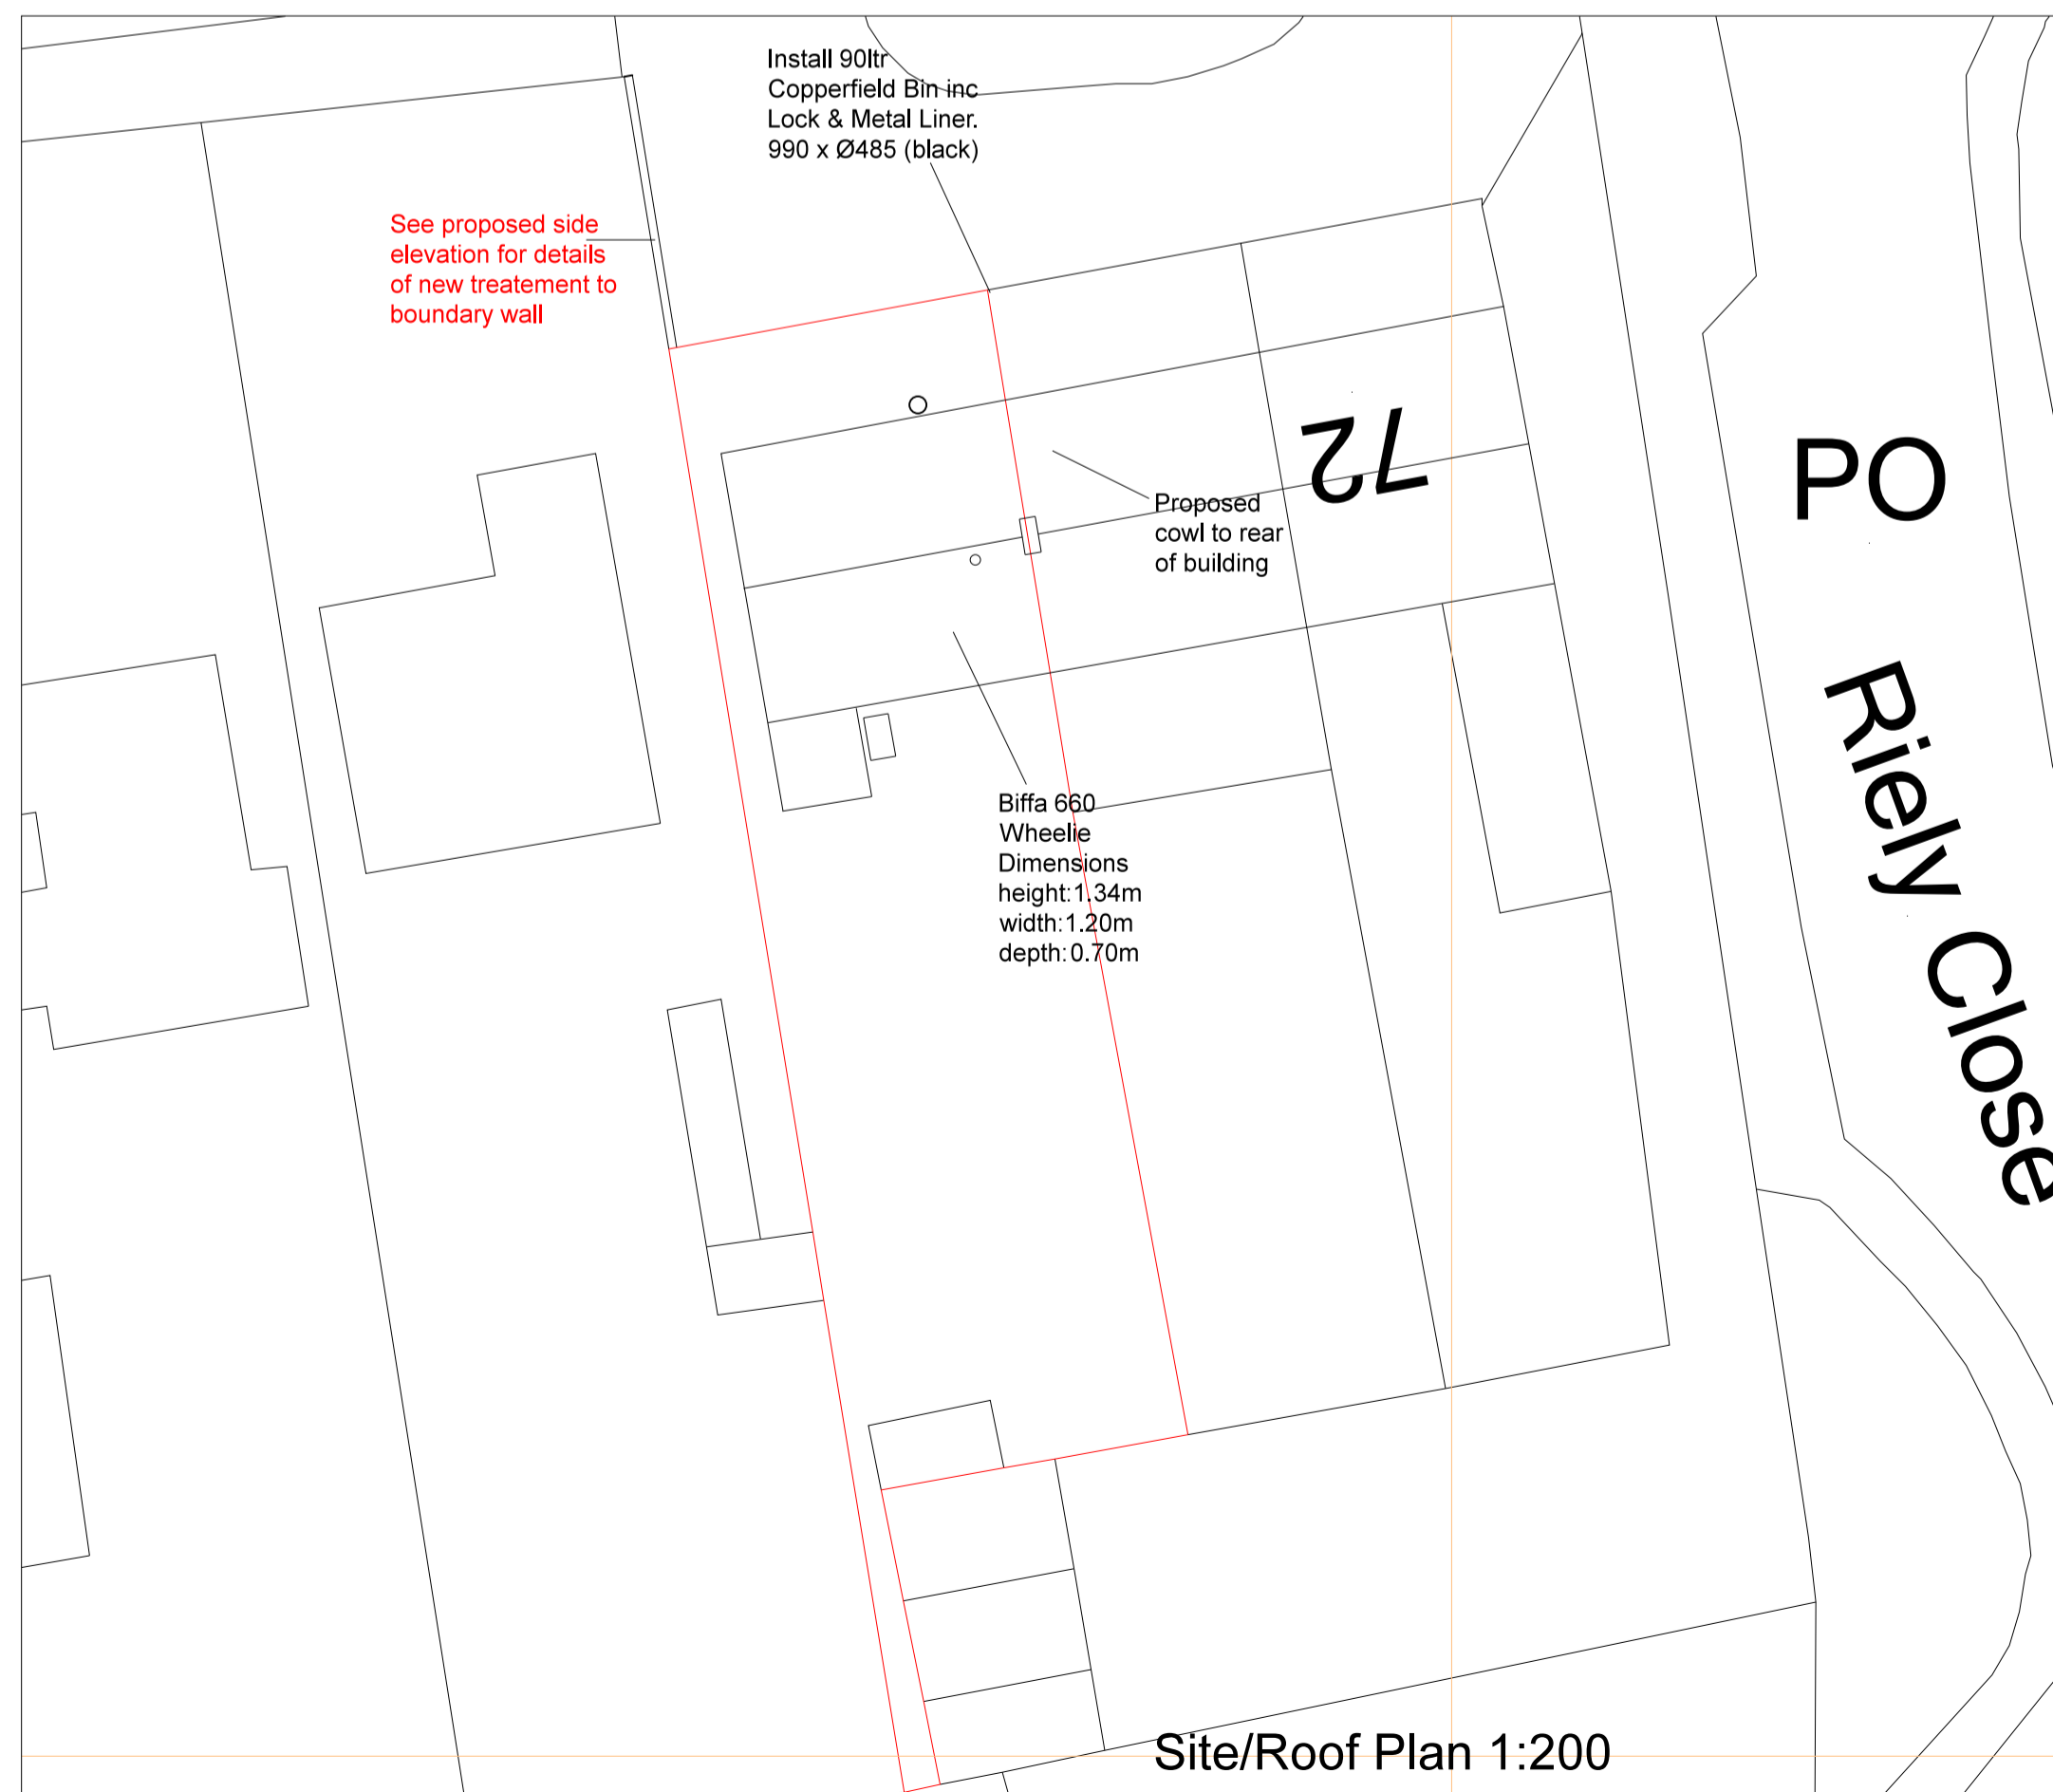 Install 90ltr
Copperfield Bin inc
Lock & Metal Liner.
990 x Ø485 (black)
See proposed side
elevation for details
of new treatement to
boundary wall
72
PO
Proposed
cowl to rear
of building
Riely Close
Biffa 660
Wheelie
Dimensions
height:1.34m
width:1.20m
depth:0.70m
Site/Roof Plan 1:200